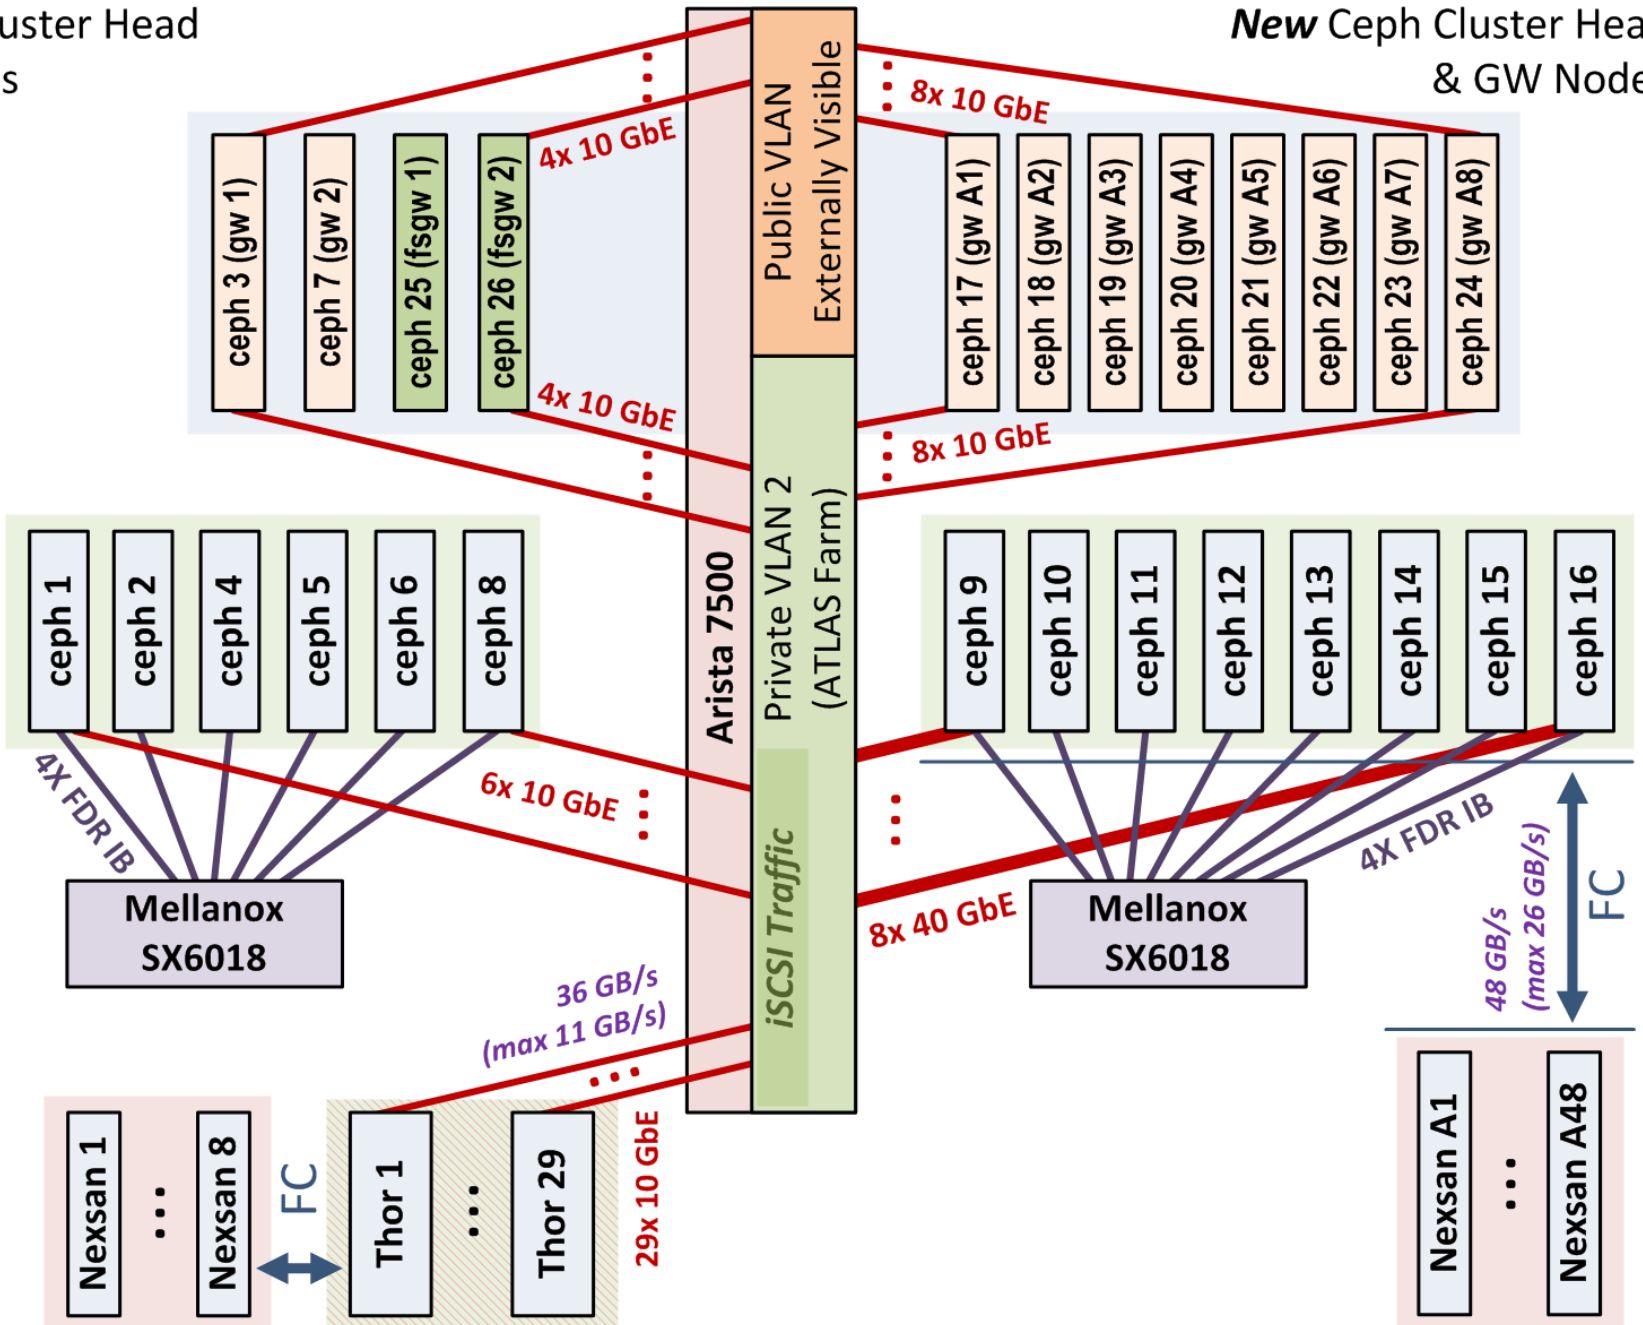 uster Head
s
New Ceph Cluster Hea
& GW Node
4x 10 GbE
8x 10 GbE
ceph 3 (gw 1)
ceph 7 (gw 2)
ceph 25 (fsgw 1)
ceph 26 (fsgw 2)
Public VLAN
Externally Visible
ceph 17 (gw A1)
ceph 18 (gw A2)
ceph 19 (gw A3)
ceph 20 (gw A4)
ceph 21 (gw A5)
ceph 22 (gw A6)
ceph 23 (gw A7)
ceph 24 (gw A8)
4x 10 GbE
8x 10 GbE
ceph 1
ceph 2
ceph 4
ceph 5
ceph 6
ceph 8
Arista 7500
Private VLAN 2
(ATLAS Farm)
ceph 9
ceph 10
ceph 11
ceph 12
ceph 13
ceph 14
ceph 15
ceph 16
4X FDR IB
6x 10 GbE
iSCSI Traffic
8x 40 GbE
4X FDR IB
Mellanox
SX6018
Mellanox
SX6018
48 GB/s
(max 26 GB/s)
FC
36 GB/s
(max 11 GB/s)
Nexsan 1
...
Nexsan 8
FC
Thor 1
...
Thor 29
29x 10 GbE
Nexsan A1
...
Nexsan A48